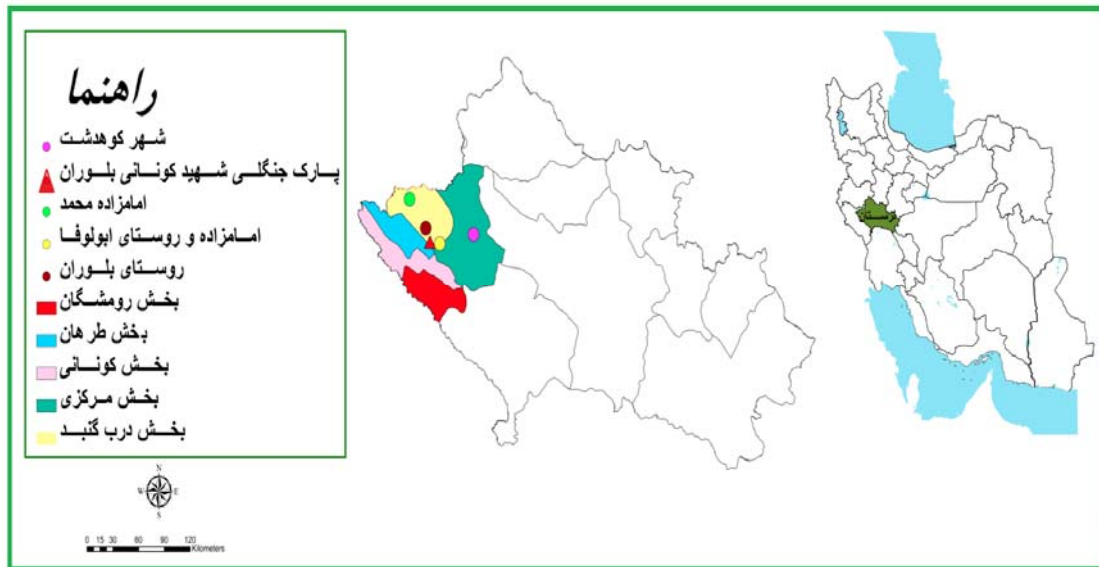 راهنما
شهر کوهدشت
پارک جنگلی شهید کونانی بلوران
امامزاده محمد
امامزاده و روستای ابولوفا
روستای بلوران
بخش رومشگان
بخش طرهان
بخش کونانی
بخش مرکزی
بخش درب گنبد
N
W E
S
0 15 30 60 90 120
Kilometers